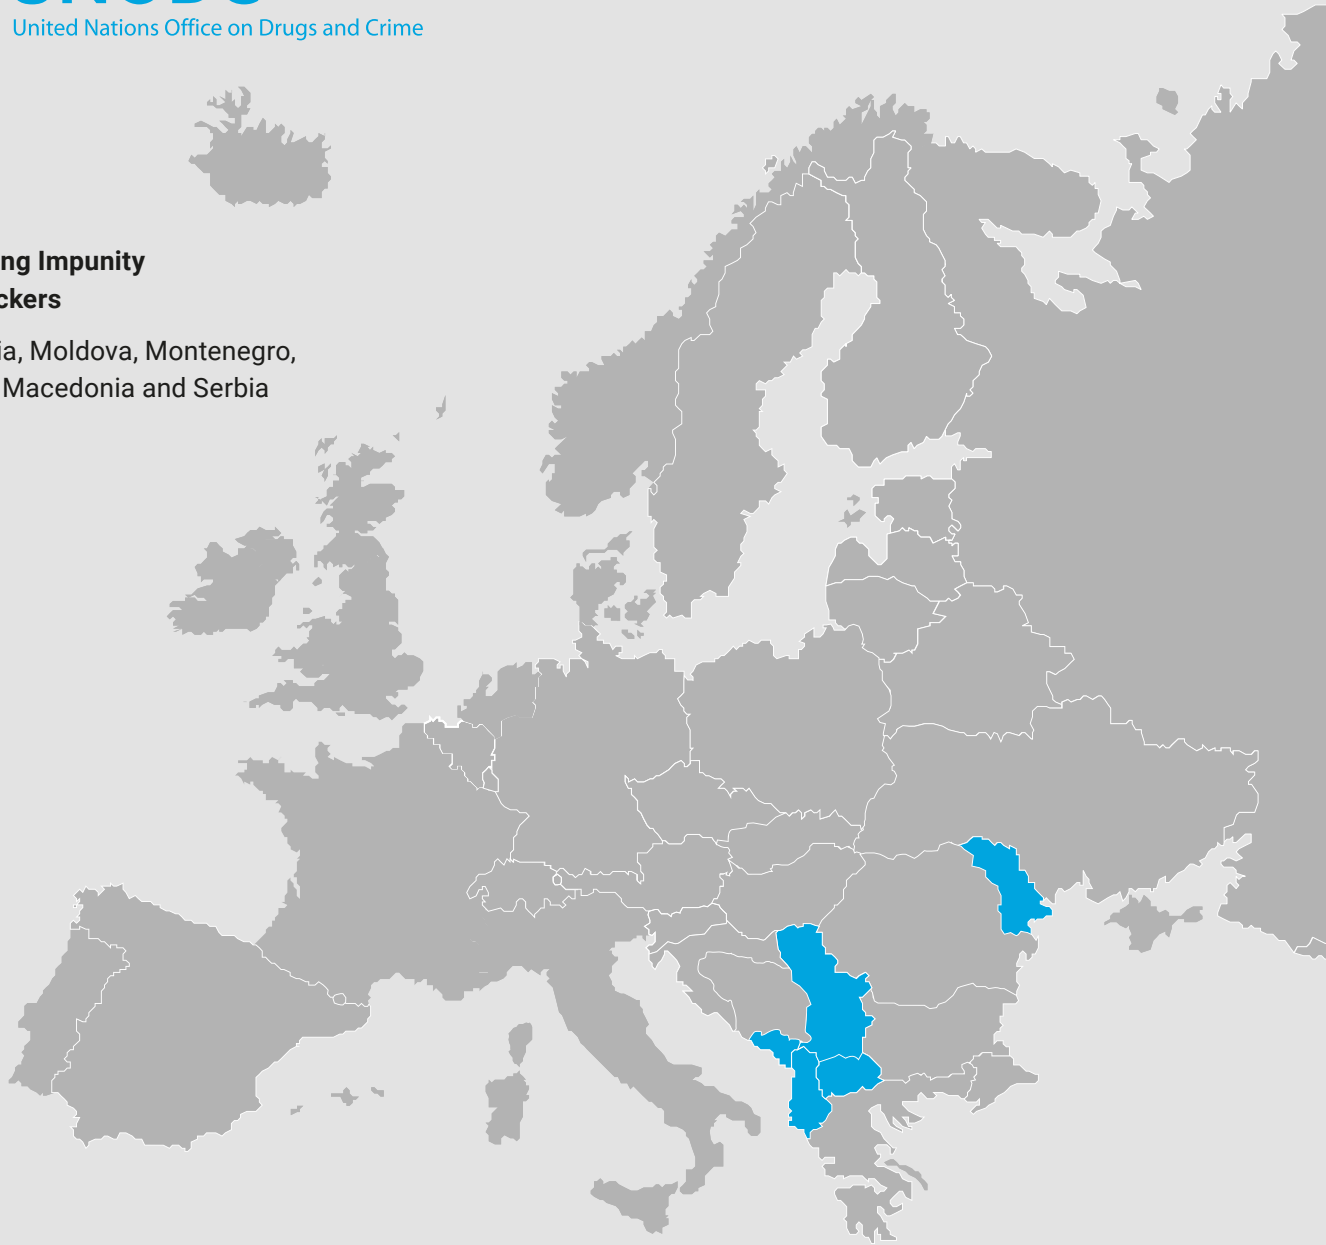 United Nations Office on Drugs and Crime
ng Impunity
ckers
ia, Moldova, Montenegro,
Macedonia and Serbia